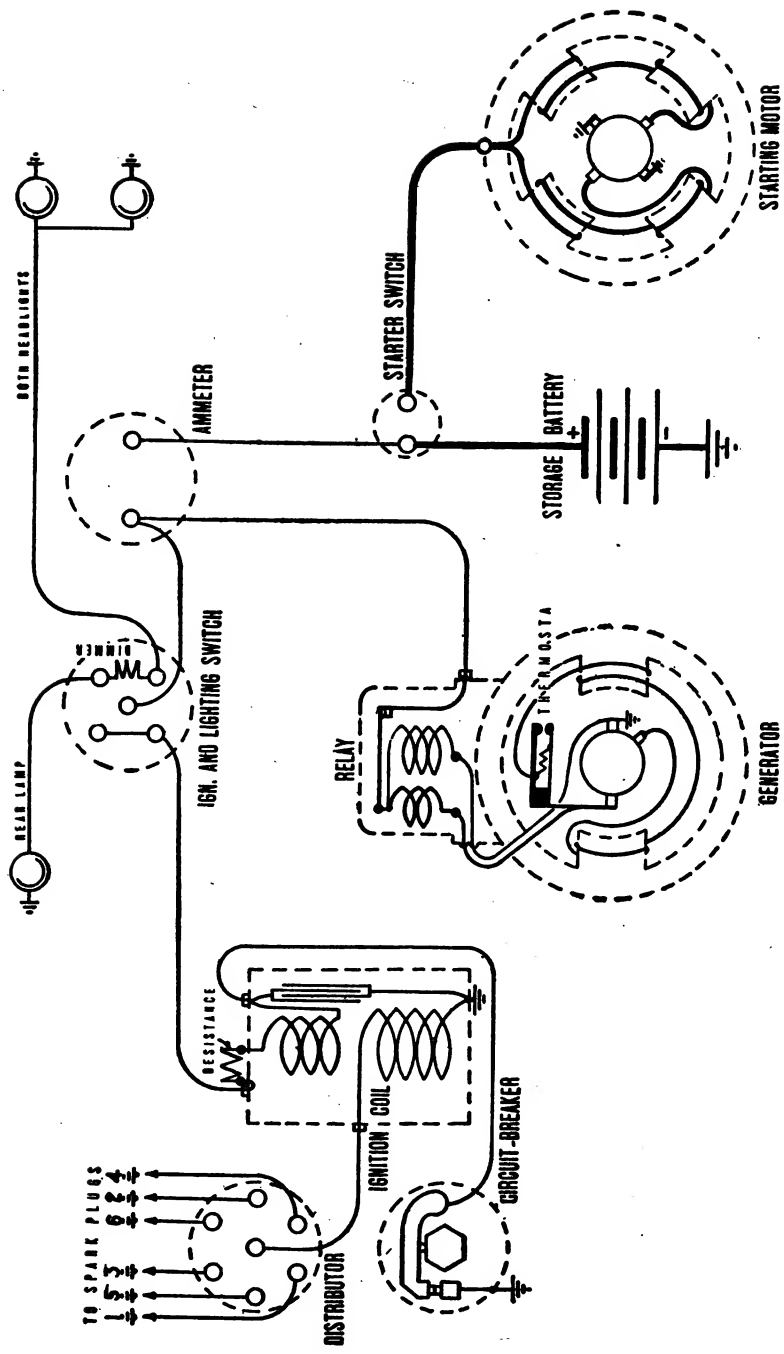 TO SPARK PLUGS
1 5 3 6 2 4
DISTRIBUTOR
IGNITION COIL
CIRCUIT-BREAKER
RESISTANCE
REAR LAMP
DIMMER
IGN. AND LIGHTING SWITCH
RELAY
THERMOSTA
GENERATOR
BOTH HEADLIGHTS
AMMETER
STARTER SWITCH
STORAGE BATTERY
+
-
STARTING MOTOR